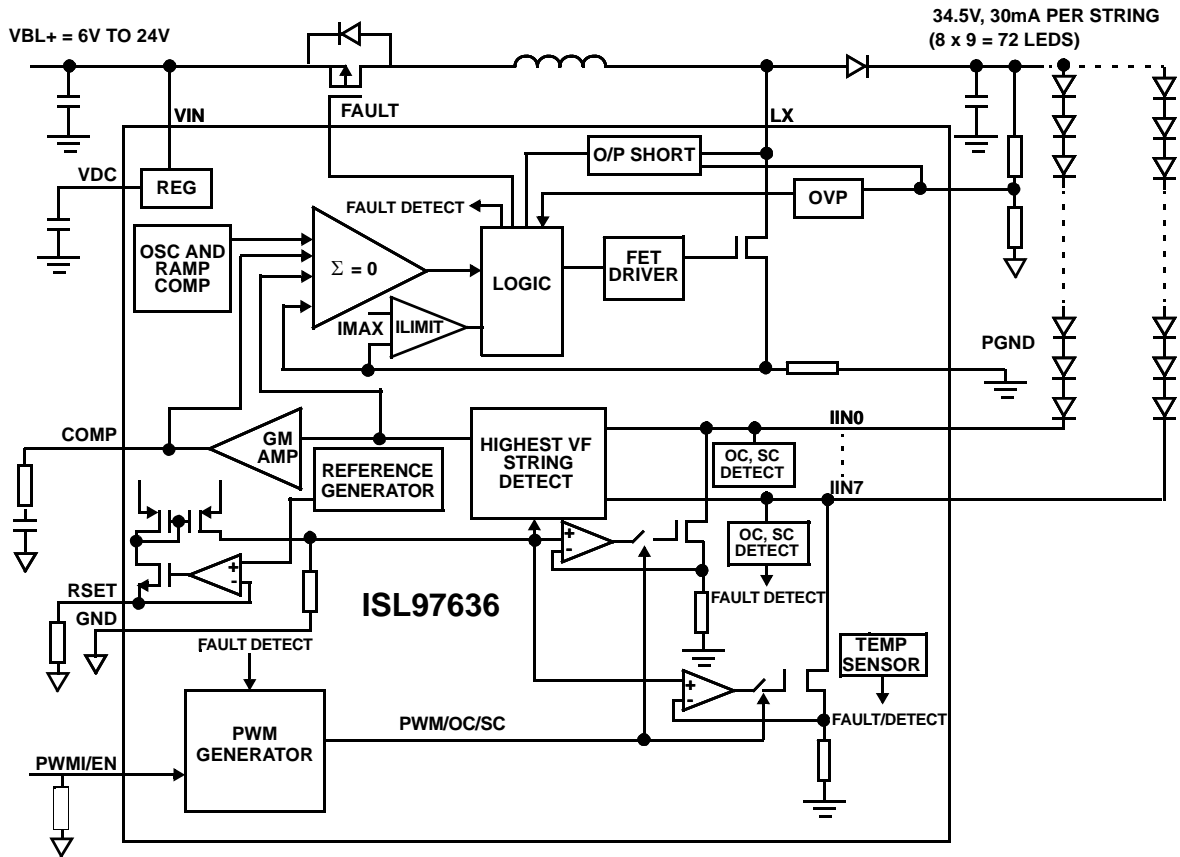 VBL+ = 6V TO 24V
34.5V, 30mA PER STRING
(8 x 9 = 72 LEDS)
FAULT
VIN
LX
O/P SHORT
VDC
REG
OVP
FAULT DETECT
OSC AND
RAMP
COMP
Σ = 0
LOGIC
FET
DRIVER
IMAX
ILIMIT
PGND
COMP
GM
AMP
HIGHEST VF
STRING
DETECT
IIN0
OC, SC
DETECT
REFERENCE
GENERATOR
IIN7
+
-
OC, SC
DETECT
+
-
RSET
FAULT DETECT
ISL97636
GND
FAULT DETECT
TEMP
SENSOR
+
-
FAULT/DETECT
PWM/OC/SC
PWM
GENERATOR
PWMI/EN